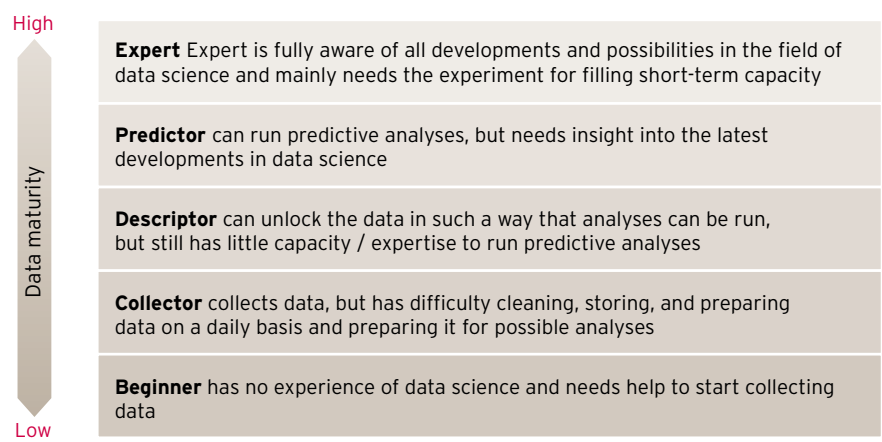 High
Expert Expert is fully aware of all developments and possibilities in the field of
data science and mainly needs the experiment for filling short-term capacity
Predictor can run predictive analyses, but needs insight into the latest
developments in data science
Data maturity
Descriptor can unlock the data in such a way that analyses can be run,
but still has little capacity / expertise to run predictive analyses
Collector collects data, but has difficulty cleaning, storing, and preparing
data on a daily basis and preparing it for possible analyses
Beginner has no experience of data science and needs help to start collecting
data
Low